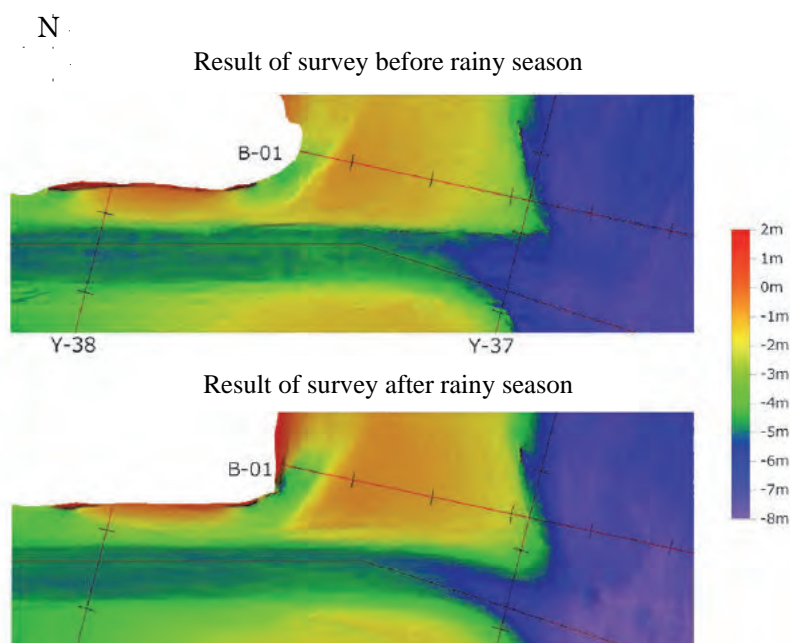 N
Result of survey before rainy season
B-01
Y-38
Y-37
Result of survey after rainy season
B-01
2m
1m
0m
-1m
-2m
-3m
-4m
-5m
-6m
-7m
-8m